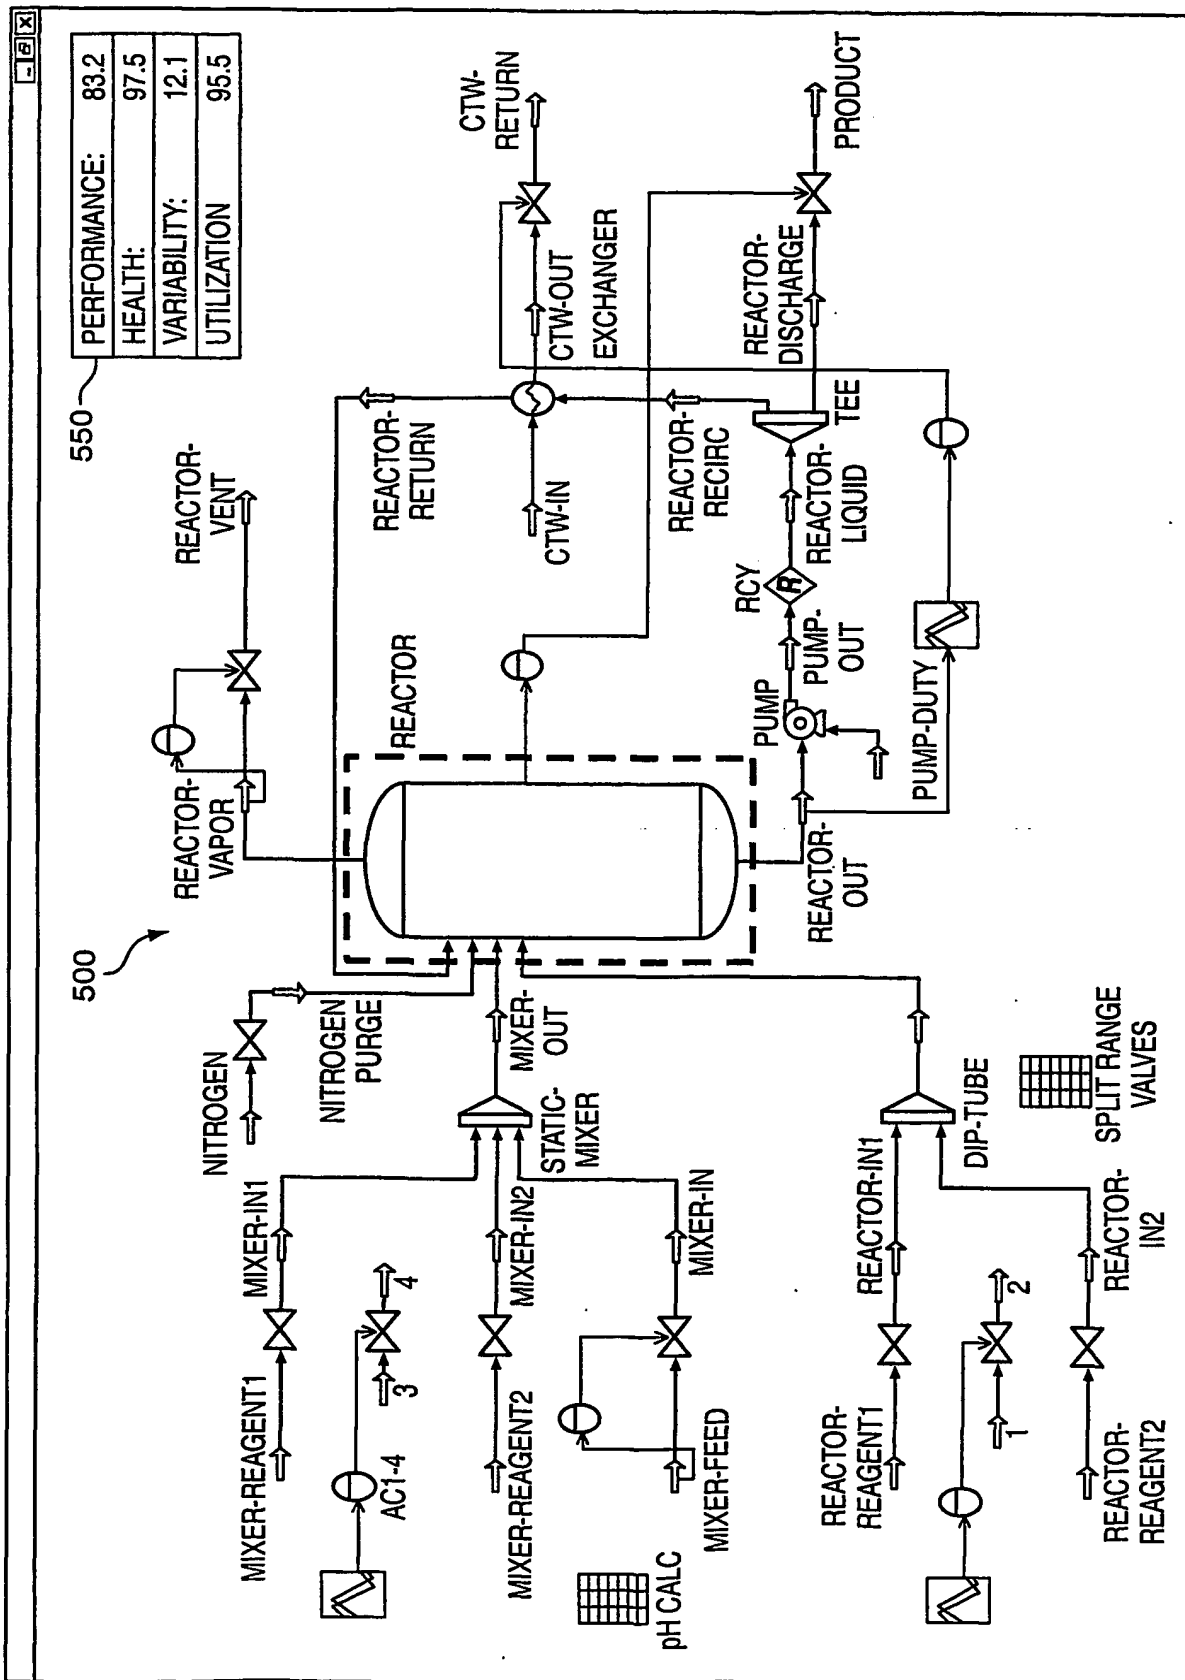 500
550
PERFORMANCE: 83.2
HEALTH: 97.5
VARIABILITY: 12.1
UTILIZATION 95.5
REACTOR-
VENT
REACTOR-
VAPOR
NITROGEN
NITROGEN
PURGE
REACTOR
REACTOR-
RETURN
CTW-
RETURN
CTW-IN
CTW-OUT
EXCHANGER
MIXER-REAGENT1
MIXER-IN1
AC1-4
3
4
STATIC-
MIXER
MIXER-
OUT
MIXER-REAGENT2
MIXER-IN2
pH CALC
MIXER-FEED
MIXER-IN
REACTOR-
RECIRC
REACTOR-
DISCHARGE
PRODUCT
PUMP
PUMP-
OUT
RCY
R
REACTOR-
LIQUID
TEE
REACTOR-
OUT
PUMP-DUTY
REACTOR-
REAGENT1
REACTOR-IN1
DIP-TUBE
1
2
REACTOR-
REAGENT2
REACTOR-
IN2
SPLIT RANGE
VALVES